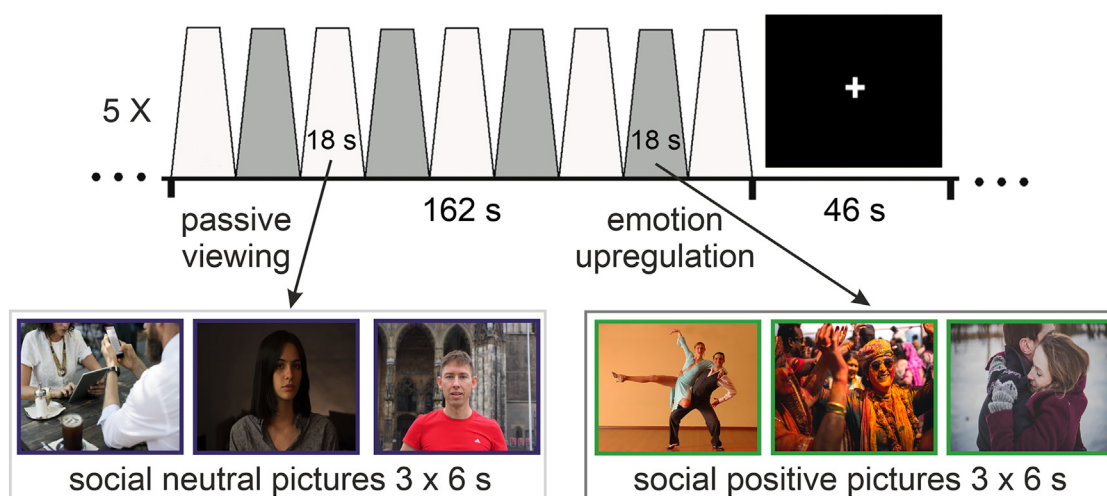 5 X
18 s
18 s
162 s
46 s
passive
viewing
emotion
upregulation
social neutral pictures 3 x 6 s
social positive pictures 3 x 6 s